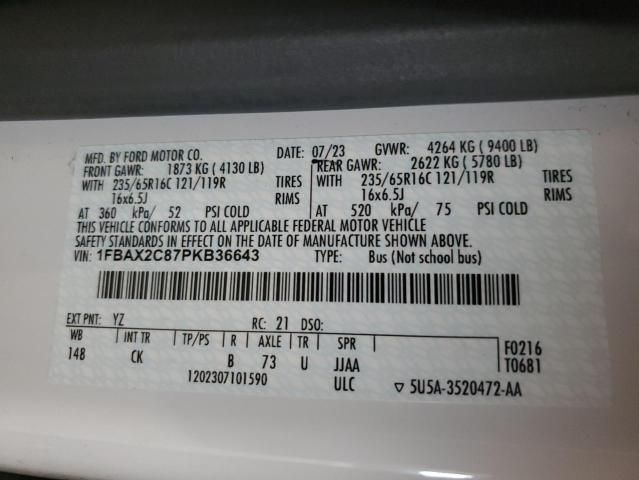 MFD. BY FORD MOTOR CO. DATE: 07/23 GVWR: 4264 KG ( 9400 LB)
FRONT GAWR: 1873 KG ( 4130 LB) REAR GAWR: 2622 KG ( 5780 LB)
WITH 235/65R16C 121/119R TIRES WITH 235/65R16C 121/119R TIRES
16x6.5J RIMS 16x6.5J RIMS
AT 360 kPa/ 52 PSI COLD AT 520 kPa/ 75 PSI COLD
THIS VEHICLE CONFORMS TO ALL APPLICABLE FEDERAL MOTOR VEHICLE
SAFETY STANDARDS IN EFFECT ON THE DATE OF MANUFACTURE SHOWN ABOVE.
VIN: 1FBAX2C87PKB36643 TYPE: Bus (Not school bus)
EXT PNT: YZ RC: 21 DSO:
WB INT TR TP/PS R AXLE TR SPR F0216
148 CK B 73 U JJAA T0681
1202307101590 ULC ▽ 5U5A-3520472-AA